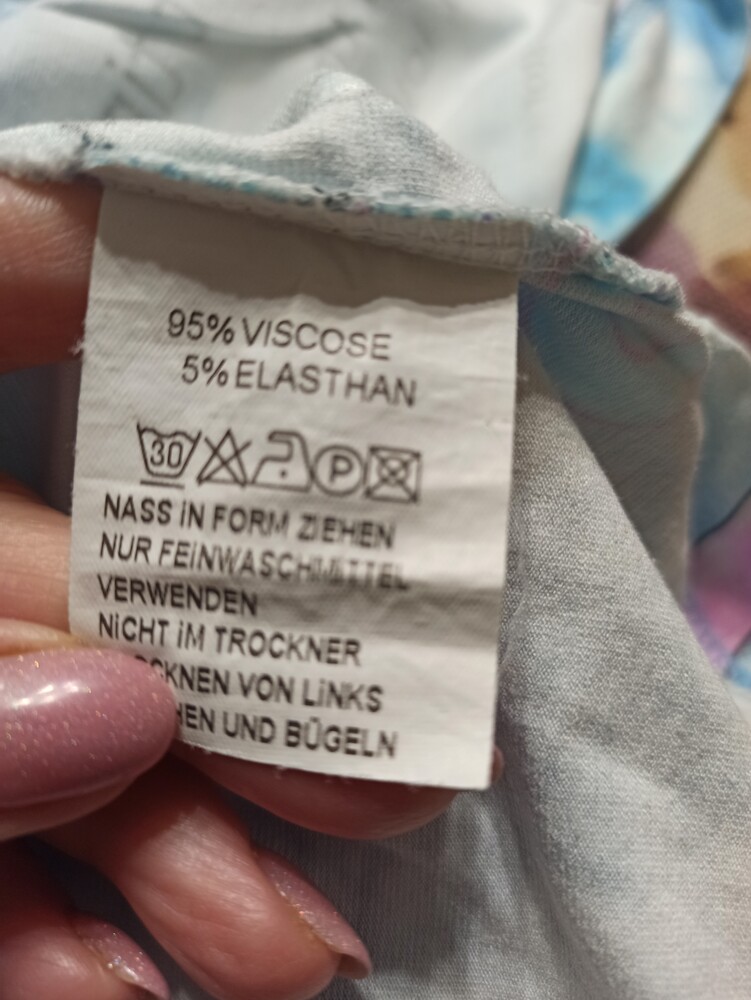 95% VISCOSE
5% ELASTHAN
30 P
NASS iN FORM ZIEHEN
NUR FEINWASCHMITTEL
VERWENDEN
NiCHT iM TROCKNER
VON LiNKS
UND BÜGELN